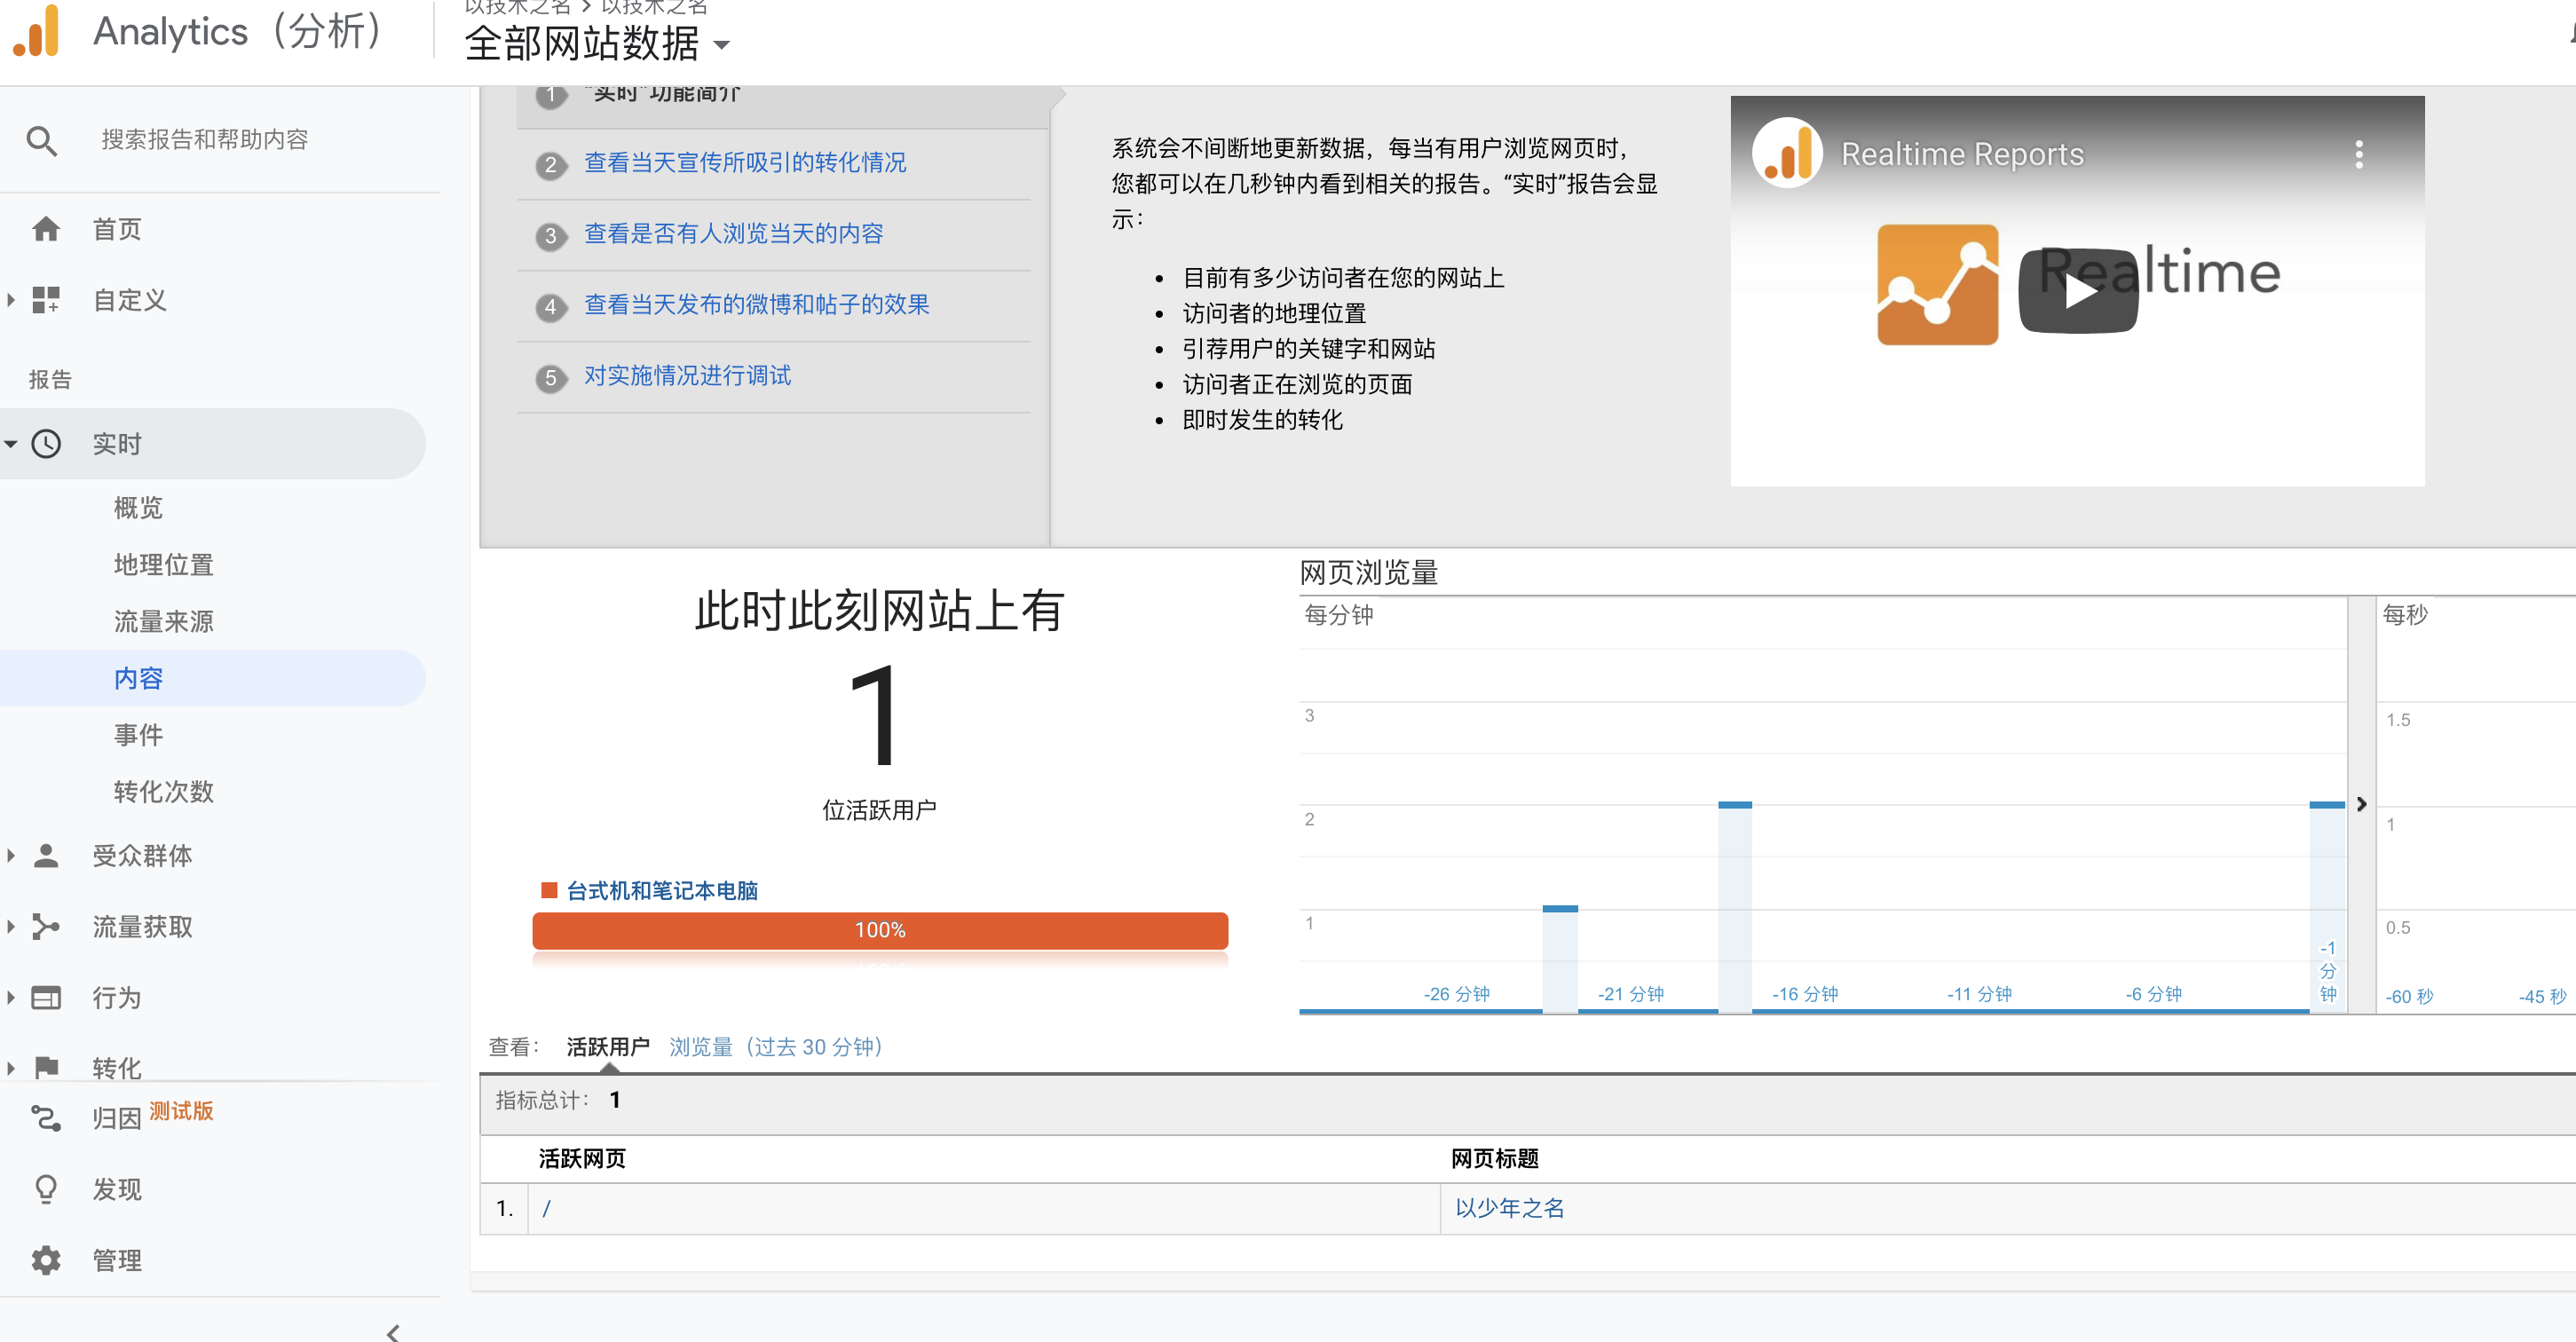 Analytics（分析）
以技术之名 > 以技术之名
全部网站数据
搜索报告和帮助内容
首页
自定义
报告
实时
概览
地理位置
流量来源
内容
事件
转化次数
受众群体
流量获取
行为
转化
归因 测试版
发现
管理
1 “实时”功能简介
2 查看当天宣传所吸引的转化情况
3 查看是否有人浏览当天的内容
4 查看当天发布的微博和帖子的效果
5 对实施情况进行调试
系统会不间断地更新数据，每当有用户浏览网页时，
您都可以在几秒钟内看到相关的报告。“实时”报告会显
示：
• 目前有多少访问者在您的网站上
• 访问者的地理位置
• 引荐用户的关键字和网站
• 访问者正在浏览的页面
• 即时发生的转化
Realtime Reports
Realtime
此时此刻网站上有
1
位活跃用户
台式机和笔记本电脑
100%
网页浏览量
每分钟
3
2
1
-26 分钟 -21 分钟 -16 分钟 -11 分钟 -6 分钟
-1
分
钟
每秒
1.5
1
0.5
-60 秒 -45 秒
查看： 活跃用户 浏览量（过去 30 分钟）
指标总计： 1
活跃网页 网页标题
1. / 以少年之名